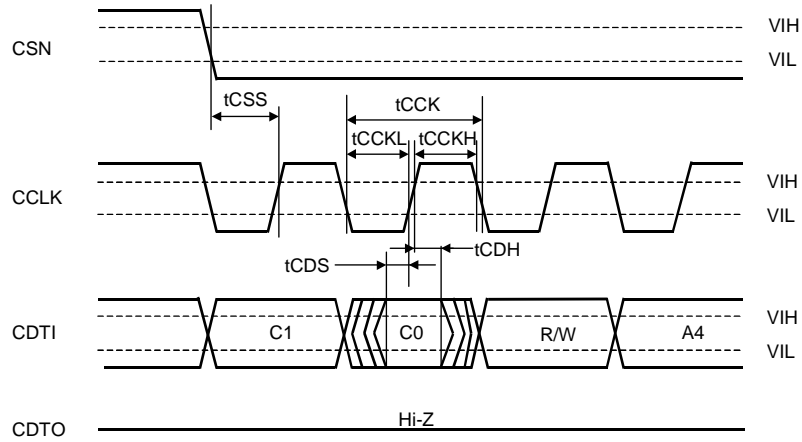 CSN
VIH
VIL
tCSS
tCCK
tCCKL
tCCKH
CCLK
VIH
VIL
tCDS
tCDH
CDTI
C1
C0
R/W
A4
VIH
VIL
CDTO
Hi-Z